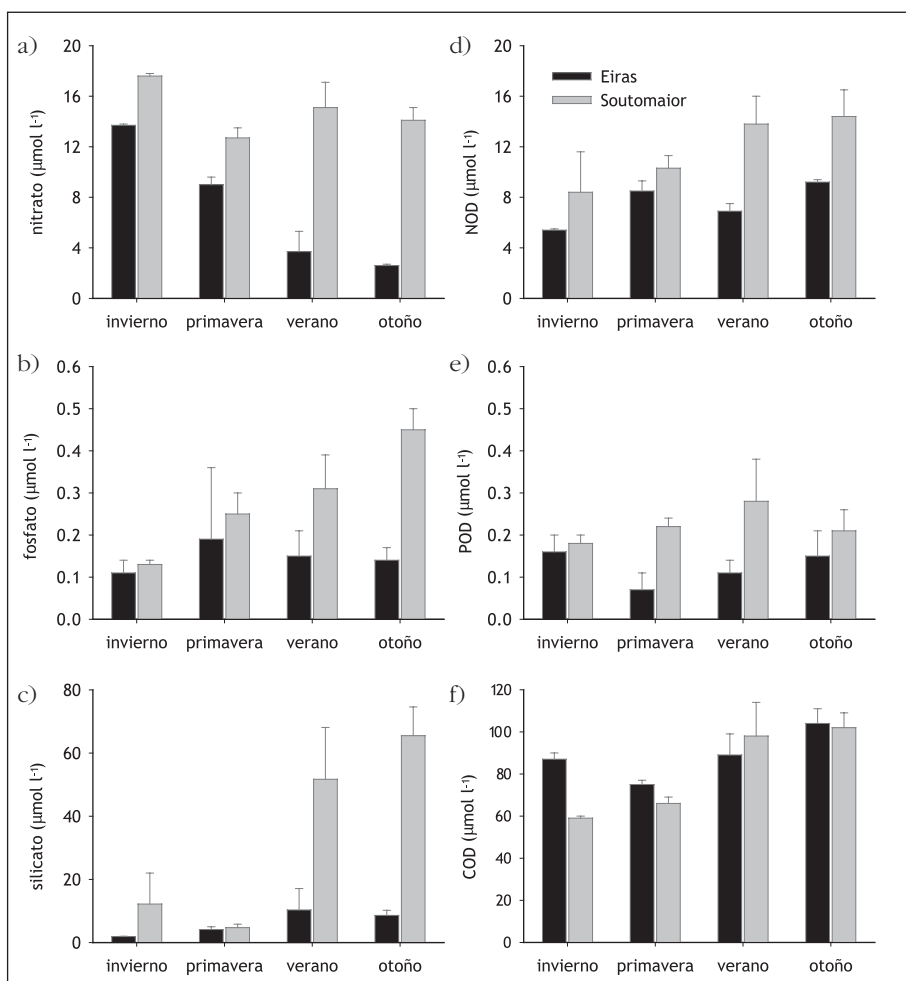 a)
nitrato (µmol l⁻¹)
20
16
12
8
4
0
invierno primavera verano otoño
d)
NOD (µmol l⁻¹)
20
16
12
8
4
0
Eiras
Soutomaior
invierno primavera verano otoño
b)
fosfato (µmol l⁻¹)
0.6
0.5
0.4
0.3
0.2
0.1
0.0
invierno primavera verano otoño
e)
POD (µmol l⁻¹)
0.6
0.5
0.4
0.3
0.2
0.1
0.0
invierno primavera verano otoño
c)
silicato (µmol l⁻¹)
80
60
40
20
0
invierno primavera verano otoño
f)
COD (µmol l⁻¹)
120
100
80
60
40
20
0
invierno primavera verano otoño